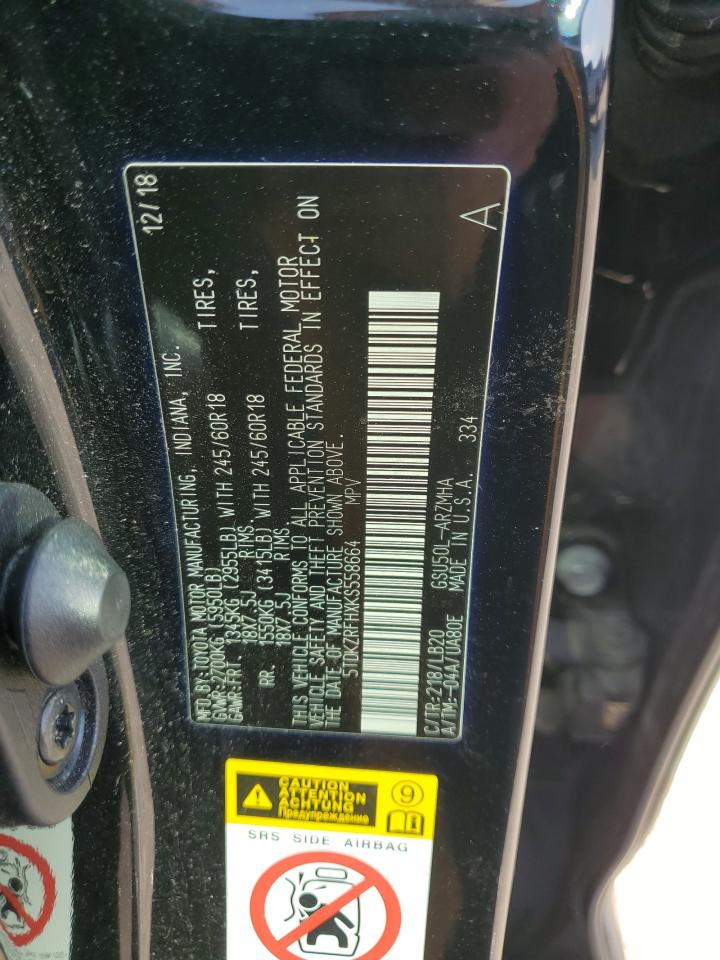 MFD.BY:TOYOTA MOTOR MANUFACTURING, INDIANA, INC. 12/18
GVWR:2700KG (5950LB)
GAWR:FRT 1345KG (2955LB) WITH 245/60R18 TIRES,
18X7.5J RIMS
RR. 1550KG (3415LB) WITH 245/60R18 TIRES,
18X7.5J RIMS
THIS VEHICLE CONFORMS TO ALL APPLICABLE FEDERAL MOTOR
VEHICLE SAFETY AND THEFT PREVENTION STANDARDS IN EFFECT ON
THE DATE OF MANUFACTURE SHOWN ABOVE.
5TDKZRFHXKS558664 MPV
C/TR:218/LB20 GSU50L-ARZMHA
A/TM:-04A/UA80E MADE IN U.S.A. 334 A
CAUTION
ATTENTION
ACHTUNG
Предупреждение
9
SRS SIDE AIRBAG